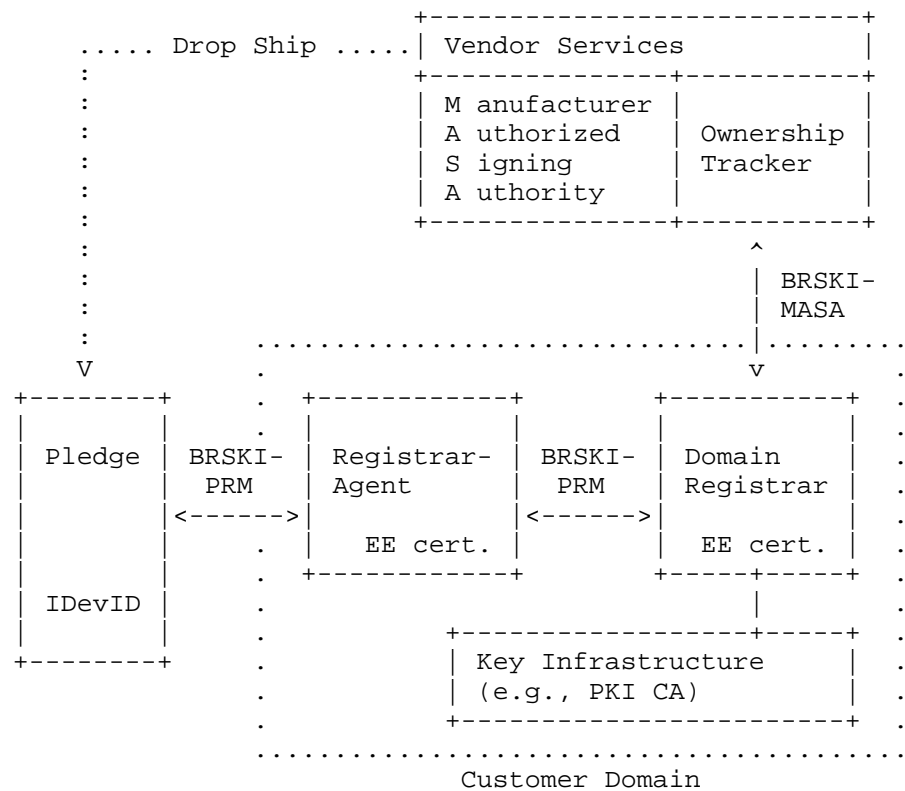 ..... Drop Ship ..... Vendor Services
M anufacturer
A uthorized Ownership
S igning Tracker
A uthority
BRSKI-
MASA
Pledge BRSKI- Registrar- BRSKI- Domain
PRM Agent PRM Registrar
EE cert. EE cert.
IDevID
Key Infrastructure
(e.g., PKI CA)
Customer Domain